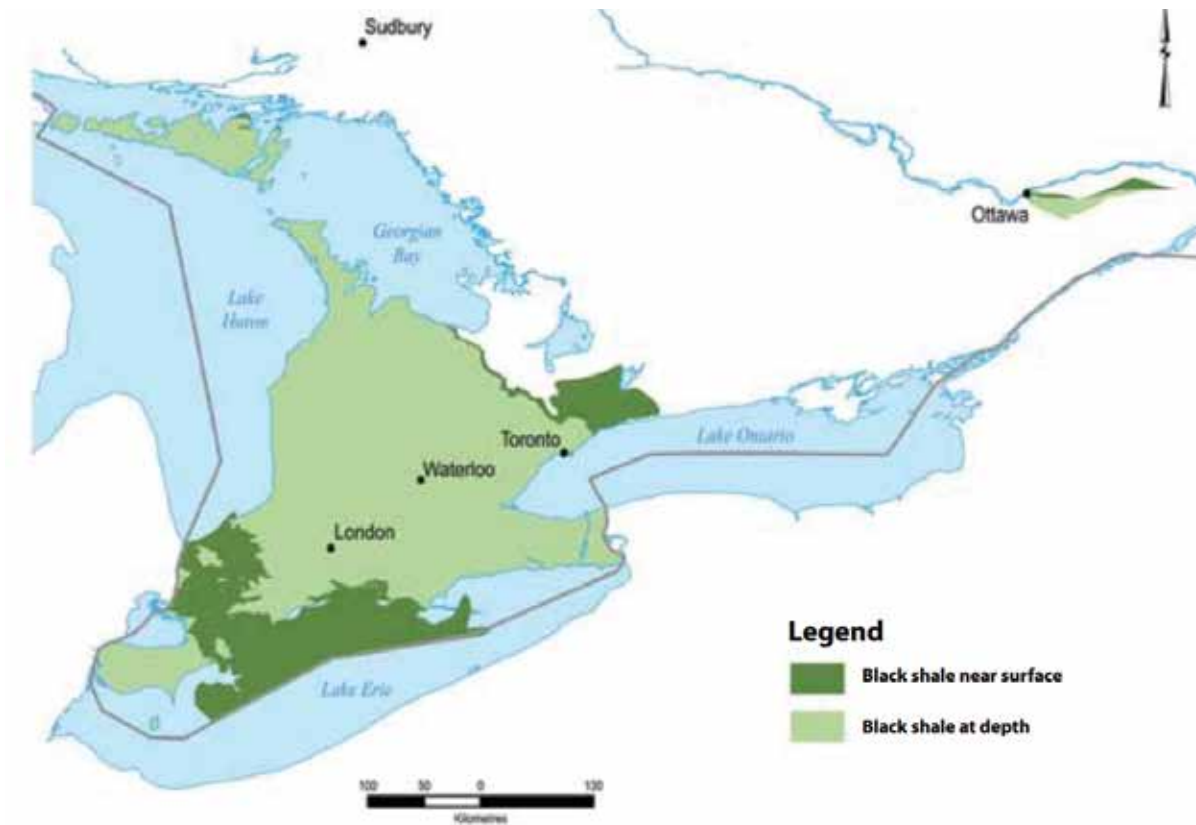 Sudbury
Ottawa
Georgian
Bay
Lake
Huron
Toronto
Lake Ontario
Waterloo
London
Lake Erie
Legend
Black shale near surface
Black shale at depth
100 50 0 100
Kilometres